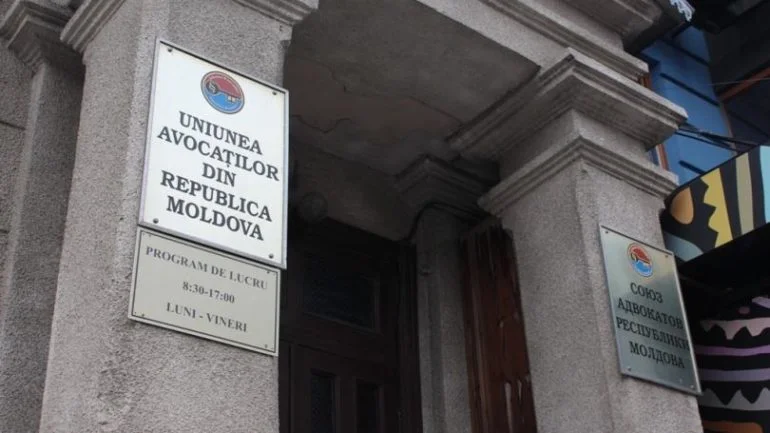 UNIUNEA
AVOCAȚILOR
DIN
REPUBLICA
MOLDOVA
PROGRAM DE LUCRU
8:30-17:00
LUNI - VINERI
СОЮЗ
АДВОКАТОВ
РЕСПУБЛИКИ
МОЛДОВА